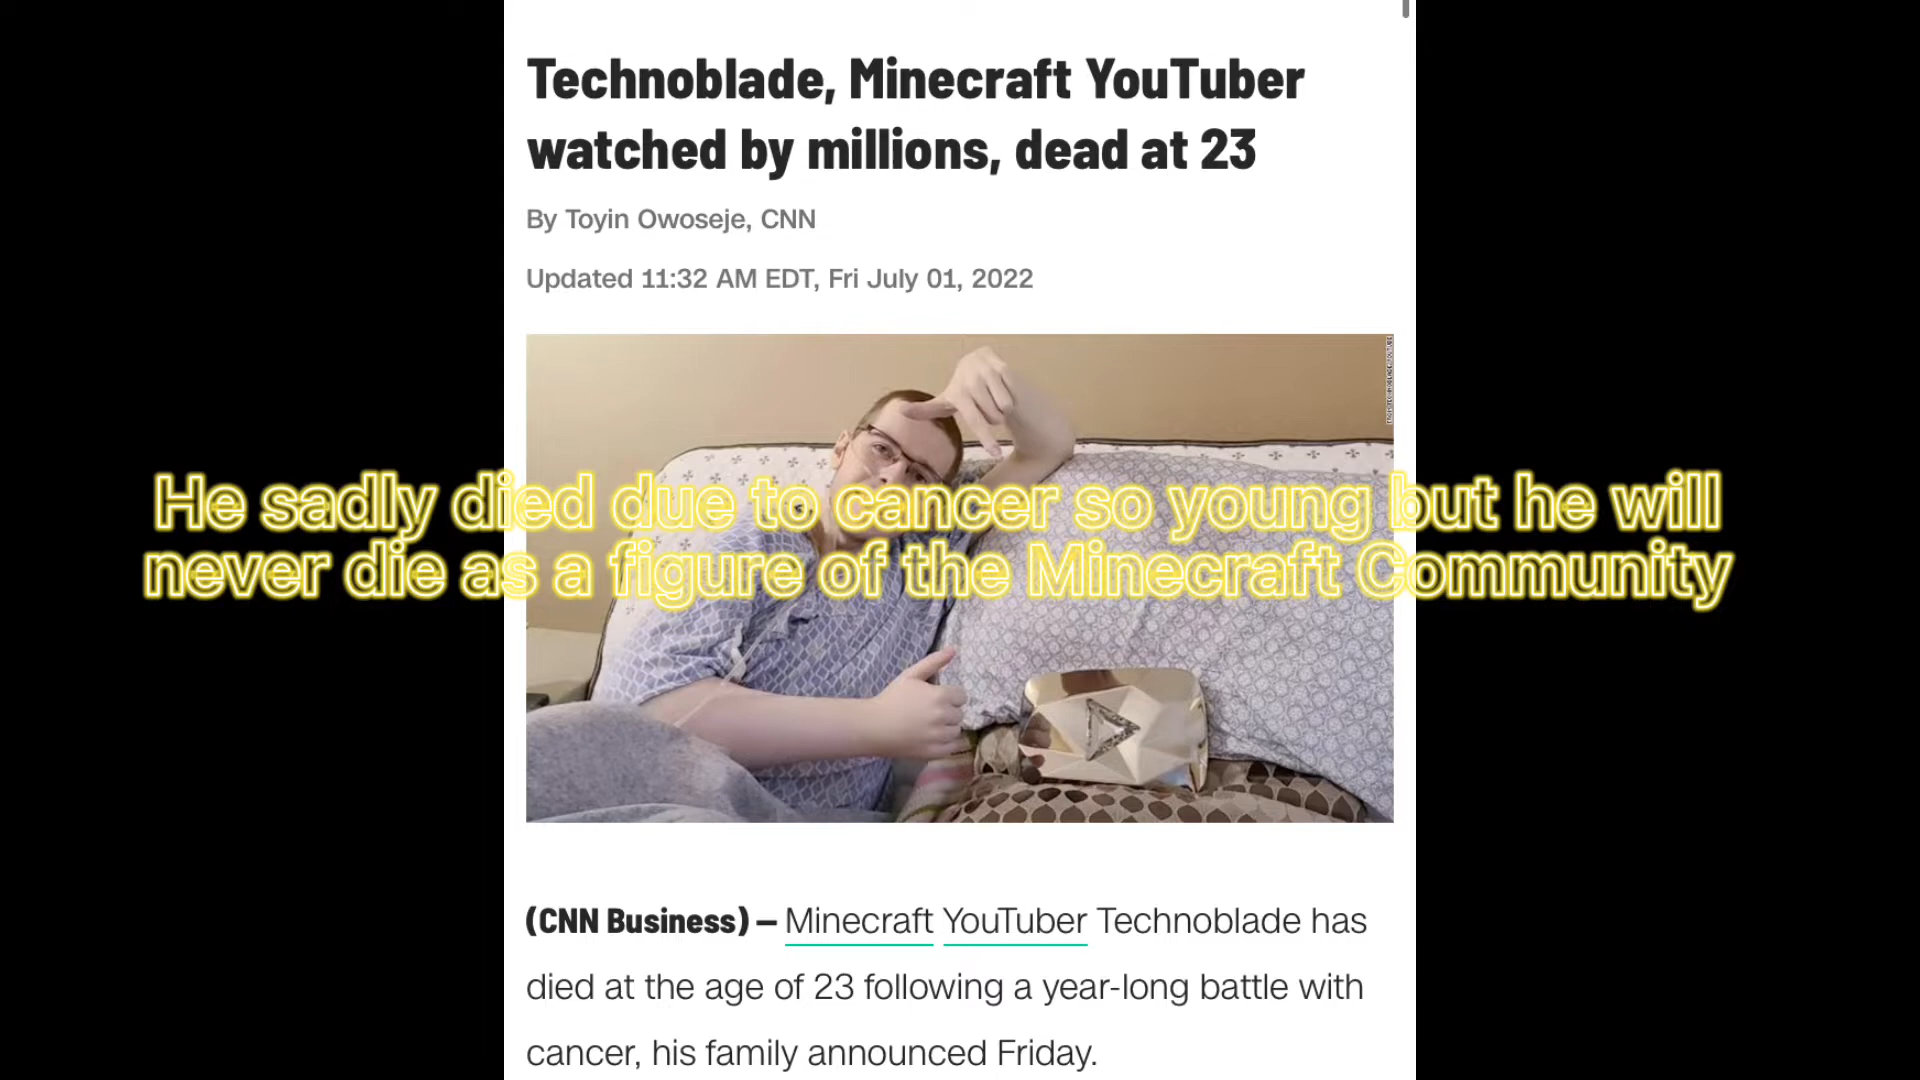 Technoblade, Minecraft YouTuber
watched by millions, dead at 23
By Toyin Owoseje, CNN
Updated 11:32 AM EDT, Fri July 01, 2022
He sadly died due to cancer so young but he will
never die as a figure of the Minecraft Community
(CNN Business) — Minecraft YouTuber Technoblade has
died at the age of 23 following a year-long battle with
cancer, his family announced Friday.